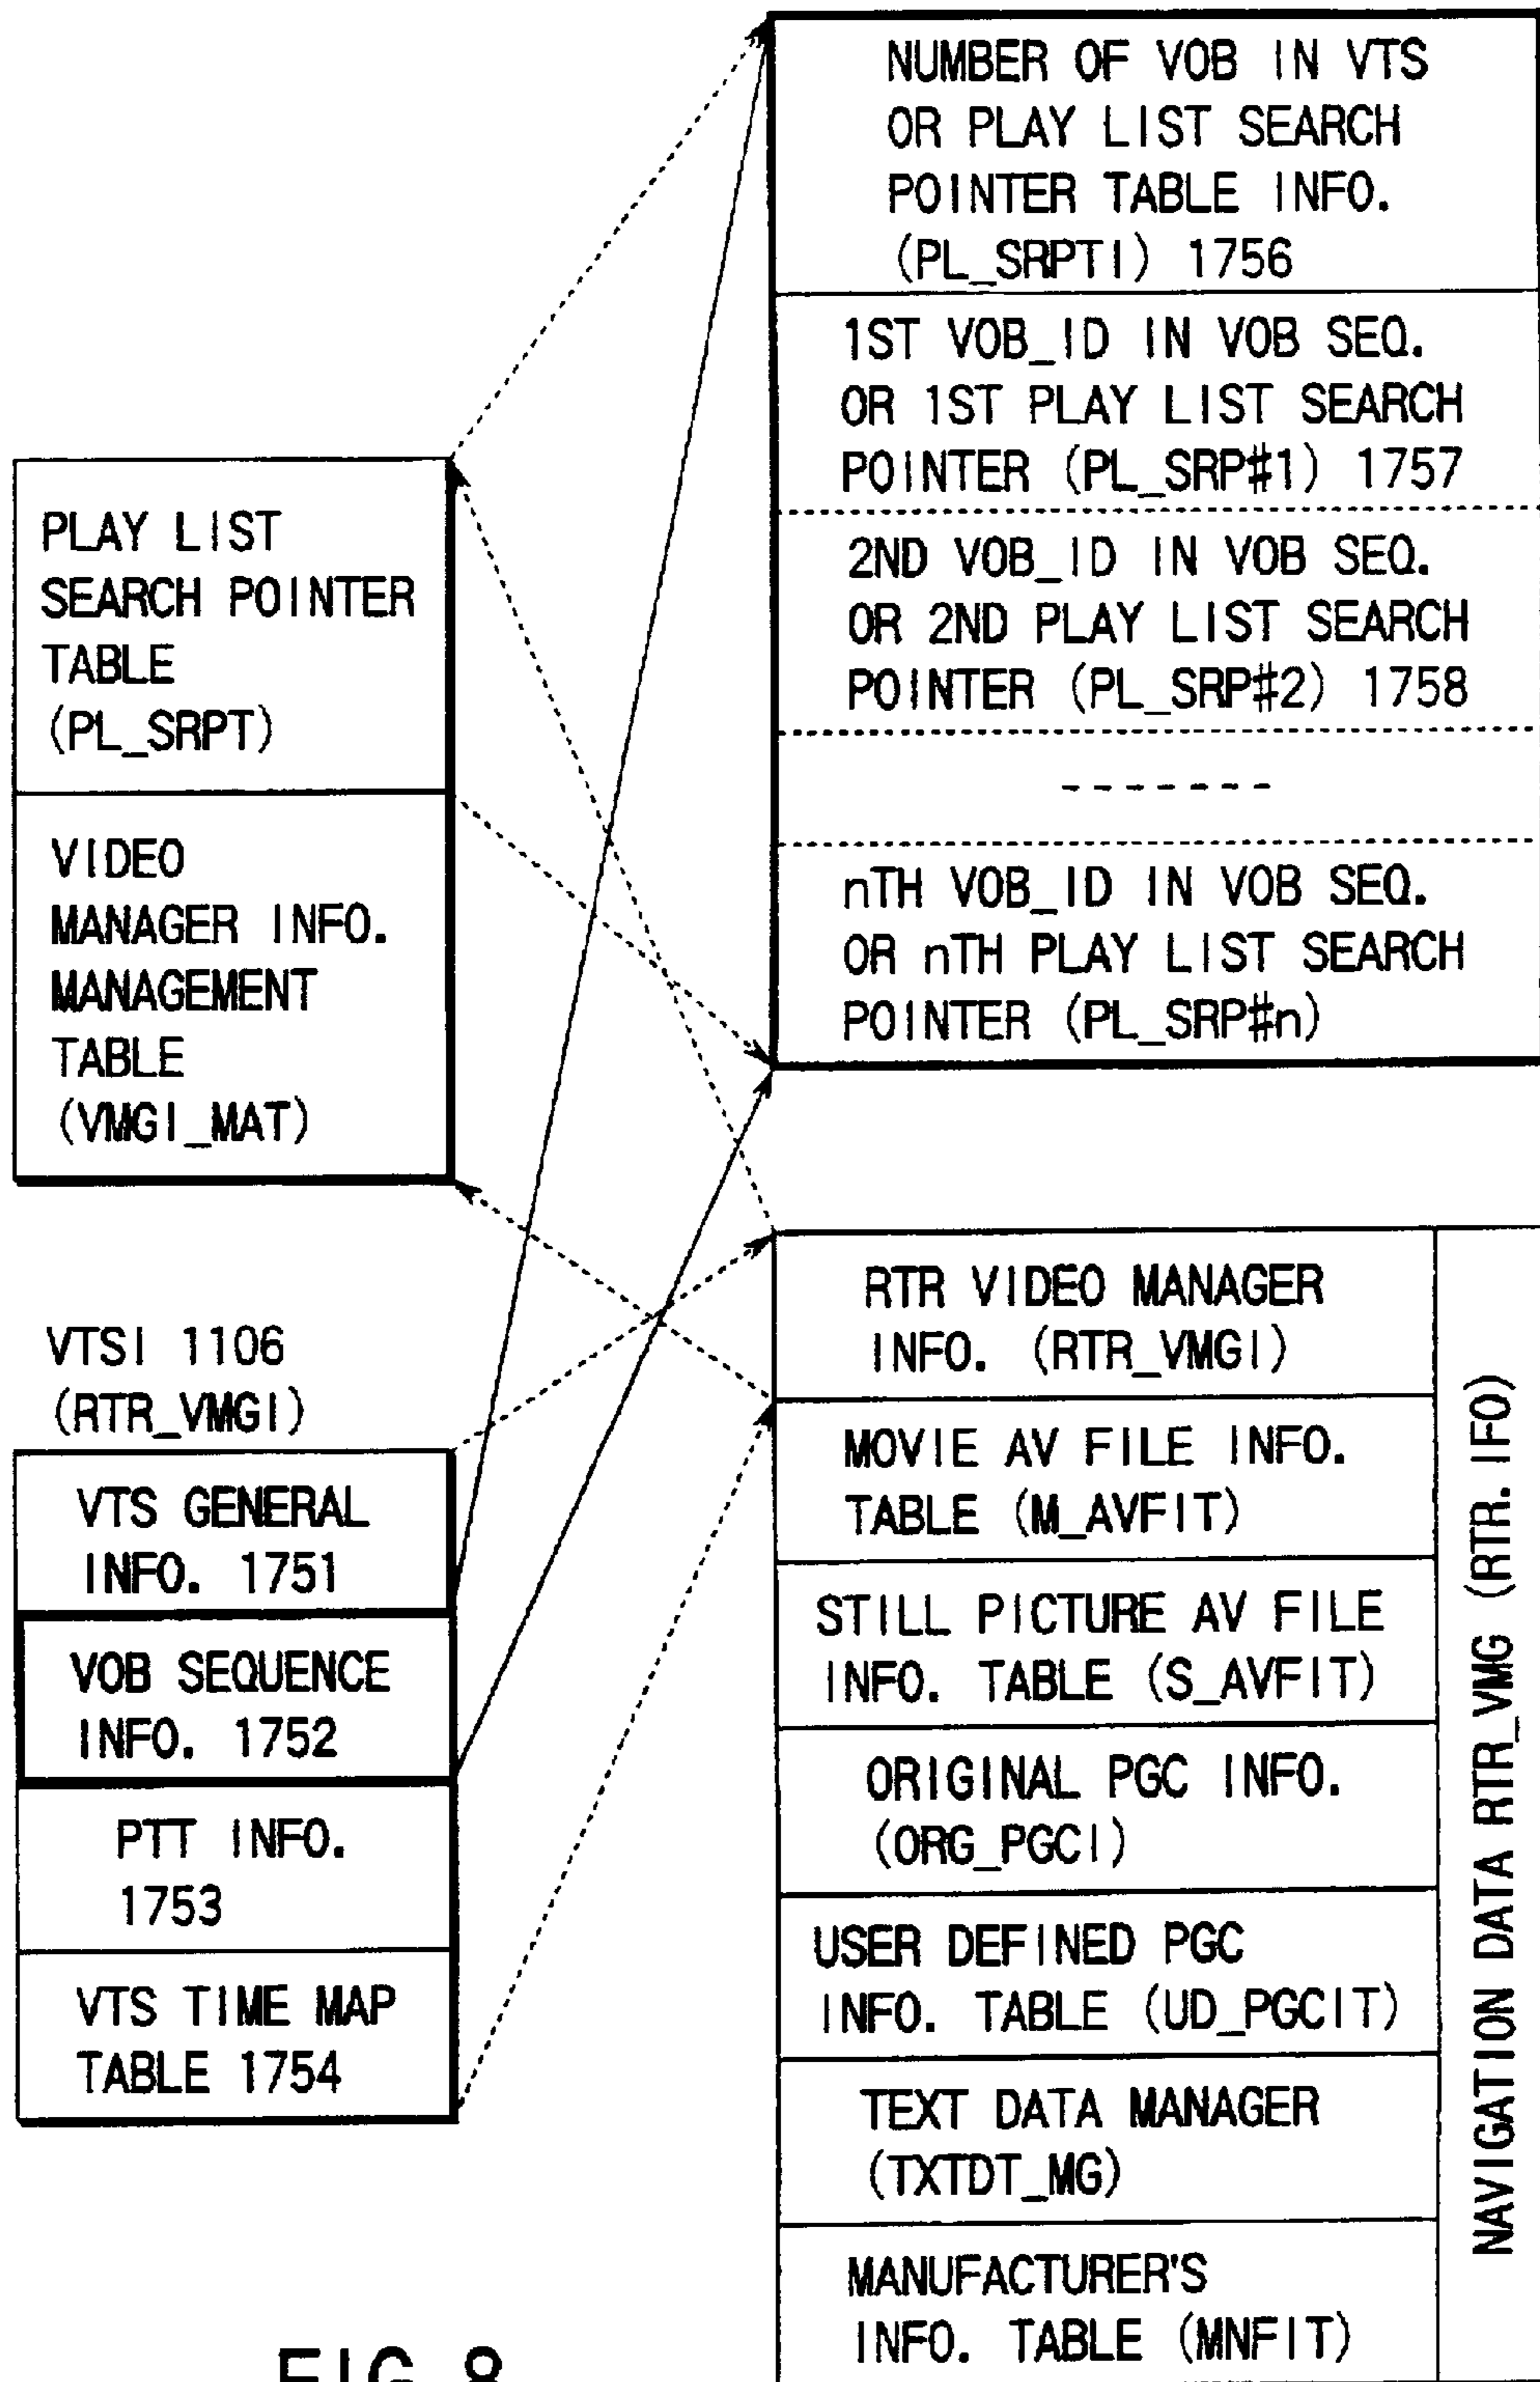 NUMBER OF VOB IN VTS
OR PLAY LIST SEARCH
POINTER TABLE INFO.
(PL_SRPTI) 1756
1ST VOB_ID IN VOB SEQ.
OR 1ST PLAY LIST SEARCH
POINTER (PL_SRP#1) 1757
2ND VOB_ID IN VOB SEQ.
OR 2ND PLAY LIST SEARCH
POINTER (PL_SRP#2) 1758
-------
nTH VOB_ID IN VOB SEQ.
OR nTH PLAY LIST SEARCH
POINTER (PL_SRP#n)
PLAY LIST
SEARCH POINTER
TABLE
(PL_SRPT)
VIDEO
MANAGER INFO.
MANAGEMENT
TABLE
(VMGI_MAT)
VTSI 1106
(RTR_VMGI)
VTS GENERAL
INFO. 1751
VOB SEQUENCE
INFO. 1752
PTT INFO.
1753
VTS TIME MAP
TABLE 1754
RTR VIDEO MANAGER
INFO. (RTR_VMGI)
MOVIE AV FILE INFO.
TABLE (M_AVFIT)
STILL PICTURE AV FILE
INFO. TABLE (S_AVFIT)
ORIGINAL PGC INFO.
(ORG_PGCI)
USER DEFINED PGC
INFO. TABLE (UD_PGCIT)
TEXT DATA MANAGER
(TXTDT_MG)
MANUFACTURER'S
INFO. TABLE (MNFIT)
NAVIGATION DATA RTR_VMG (RTR. IFO)
FIG. 8